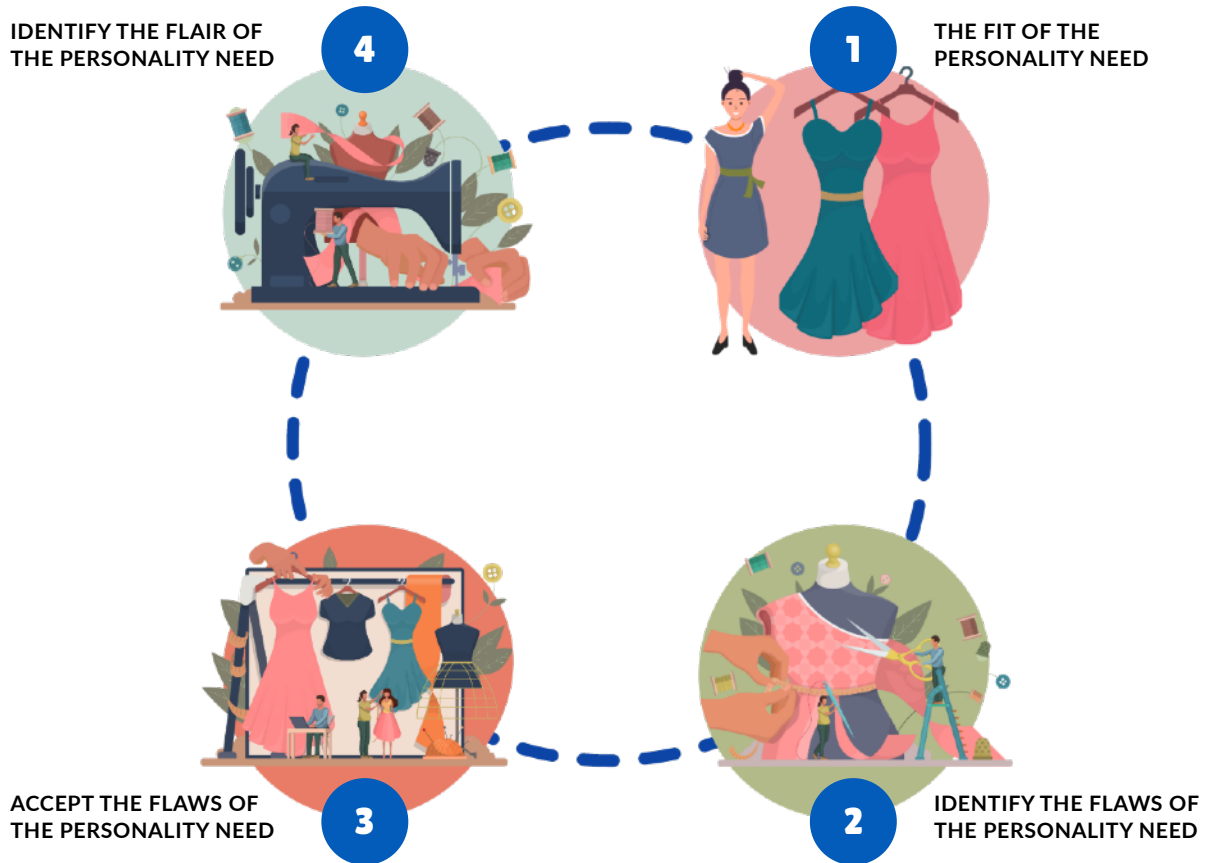 IDENTIFY THE FLAIR OF
THE PERSONALITY NEED
4
1
THE FIT OF THE
PERSONALITY NEED
ACCEPT THE FLAWS OF
THE PERSONALITY NEED
3
2
IDENTIFY THE FLAWS OF
THE PERSONALITY NEED